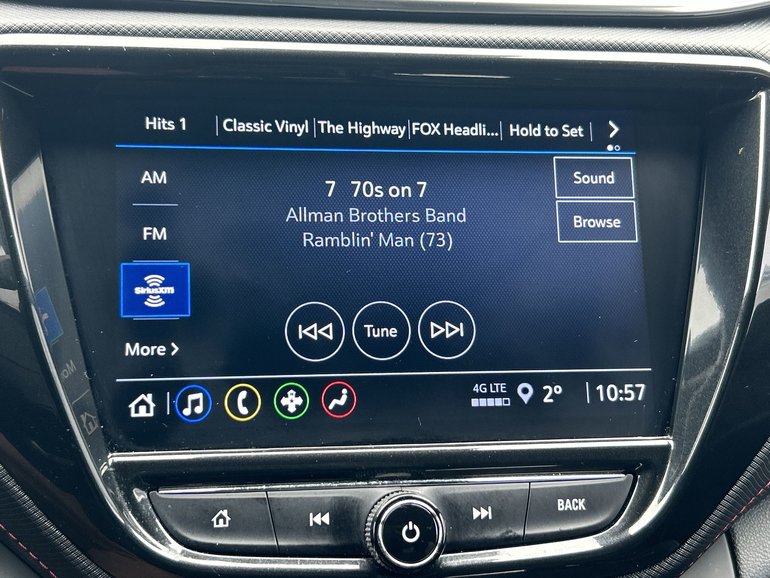 Hits 1 Classic Vinyl The Highway FOX Headli... Hold to Set
AM
7 70s on 7
Sound
Allman Brothers Band
Browse
FM
Ramblin' Man (73)
SiriusXM
Tune
More
4G LTE
2° 10:57
BACK